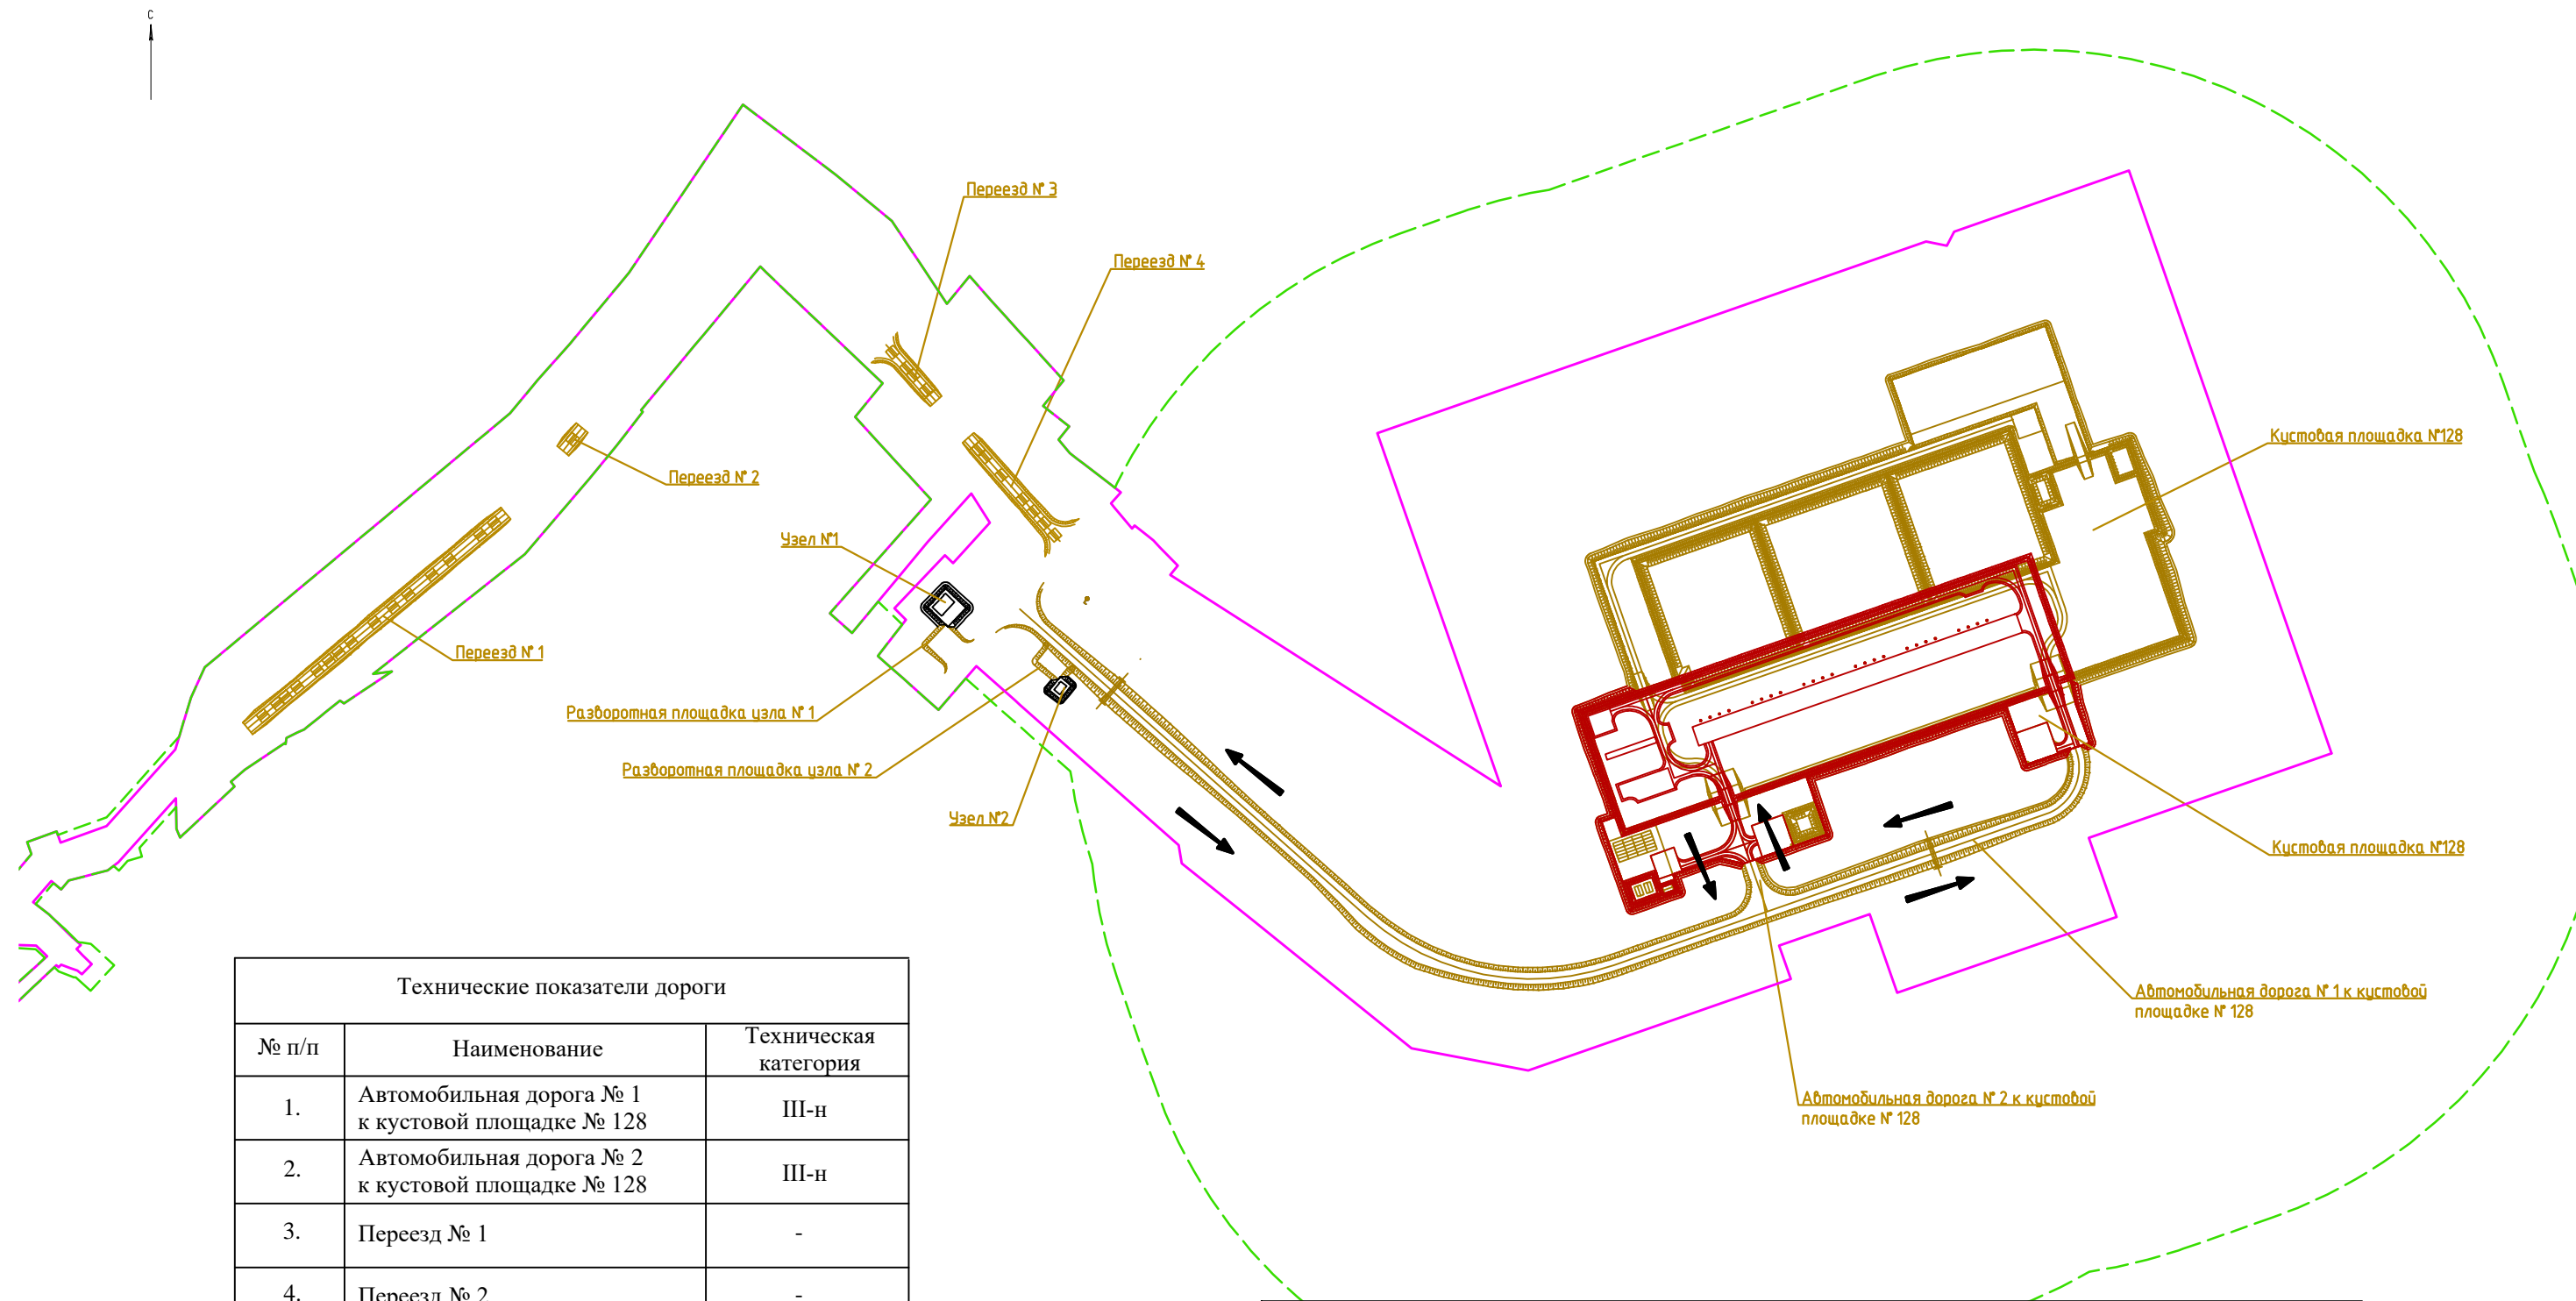 С
Переезд № 3
Переезд № 4
Кустовая площадка №128
Переезд № 2
Узел №1
Переезд № 1
Разворотная площадка узла № 1
Разворотная площадка узла № 2
Узел №2
Кустовая площадка №128
Автомобильная дорога № 1 к кустовой
площадке № 128
Автомобильная дорога № 2 к кустовой
площадке № 128
Технические показатели дороги
№ п/п
Наименование
Техническая
категория
1.
Автомобильная дорога № 1
к кустовой площадке № 128
III-н
2.
Автомобильная дорога № 2
к кустовой площадке № 128
III-н
3.
Переезд № 1
-
4.
Переезд № 2
-